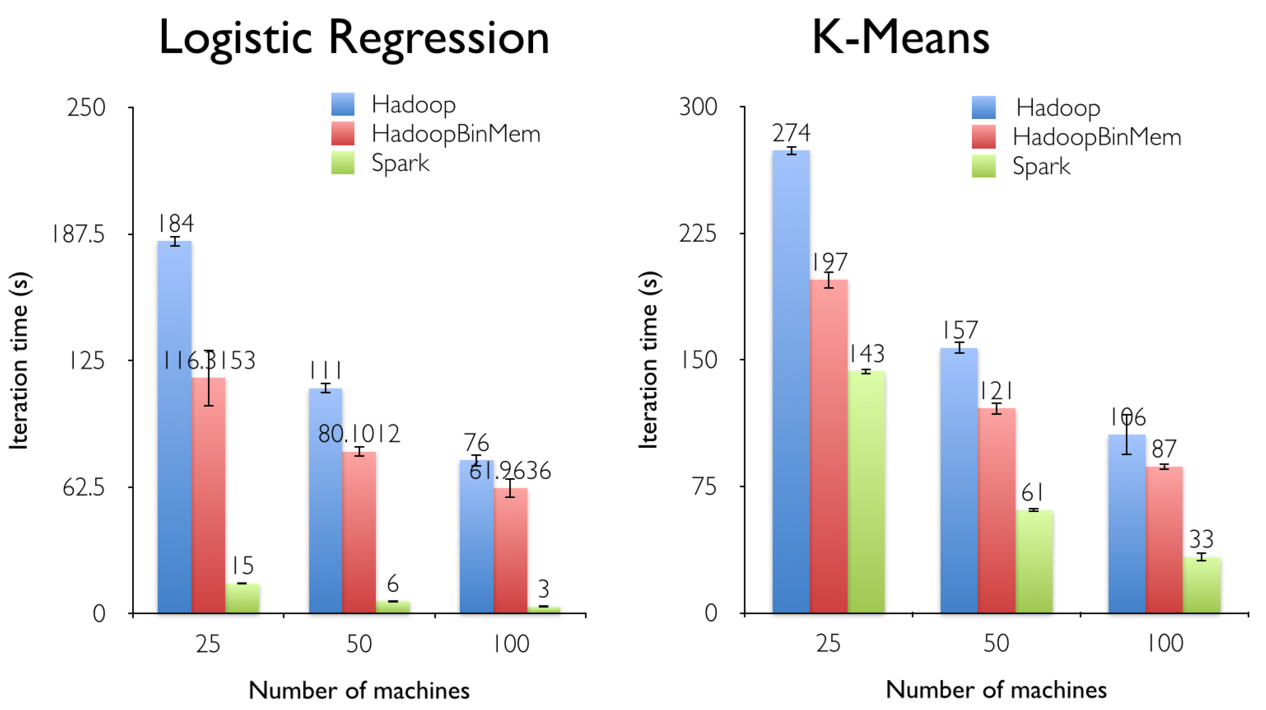 Logistic Regression
Hadoop
HadoopBinMem
Spark
250
187.5
125
62.5
0
Iteration time (s)
184
116.3153
15
111
80.1012
6
76
61.9636
3
25
50
100
Number of machines
K-Means
Hadoop
HadoopBinMem
Spark
300
225
150
75
0
Iteration time (s)
274
197
143
157
121
61
106
87
33
25
50
100
Number of machines